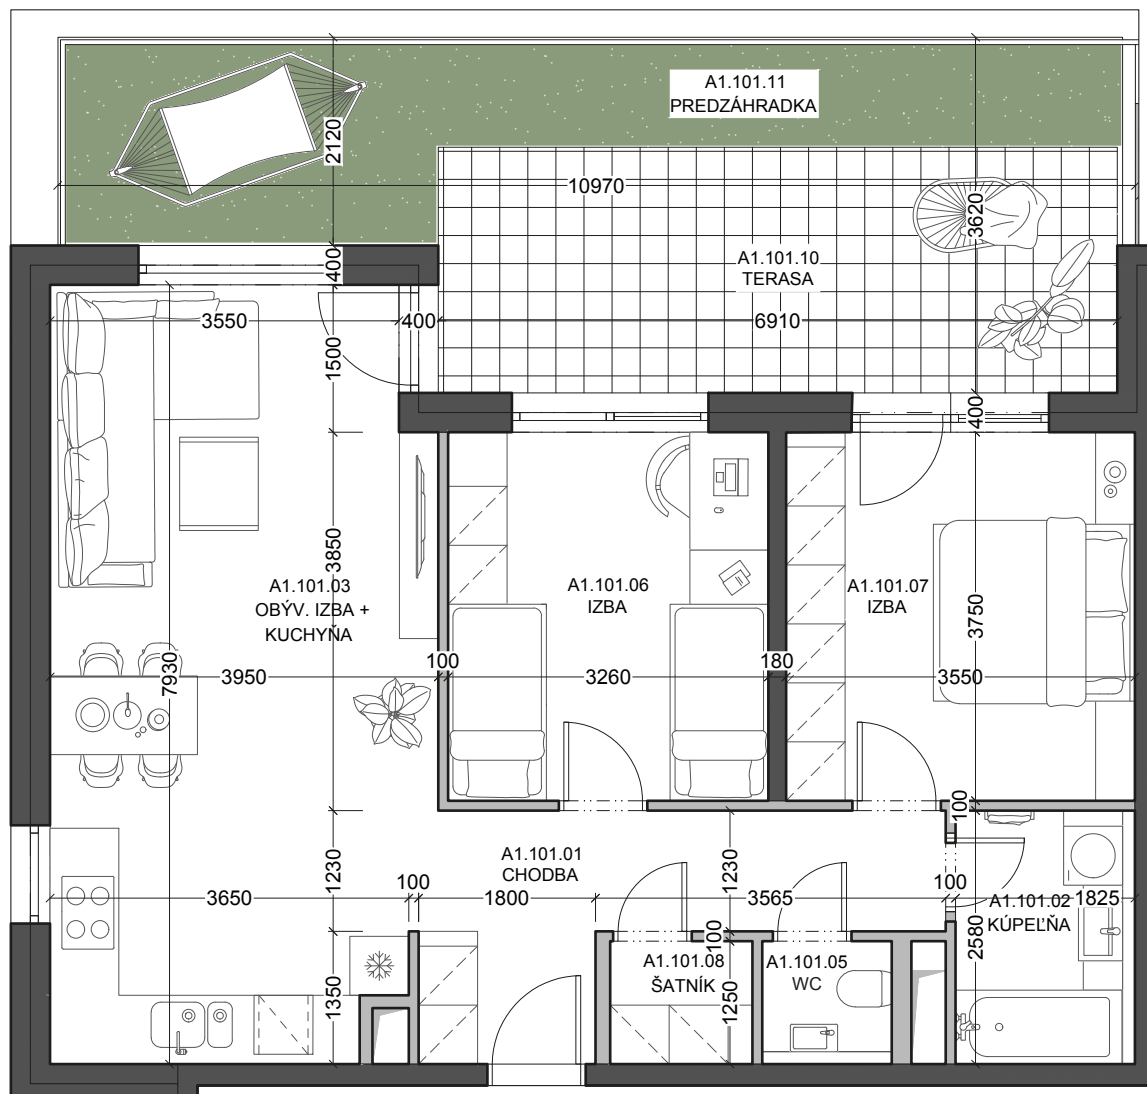 A1.101.11
PREDZÁHRADKA
2120
10970
3620
A1.101.10
TERASA
400
3550
400
6910
1500
400
3850
A1.101.03
OBÝV. IZBA +
KUCHYŇA
A1.101.06
IZBA
A1.101.07
IZBA
3750
7930
3950
100
3260
180
3550
100
A1.101.01
CHODBA
1230
1230
3650
100
1800
3565
100
1825
A1.101.02
KÚPEĽŇA
2580
100
A1.101.08
ŠATNÍK
A1.101.05
WC
1350
1250